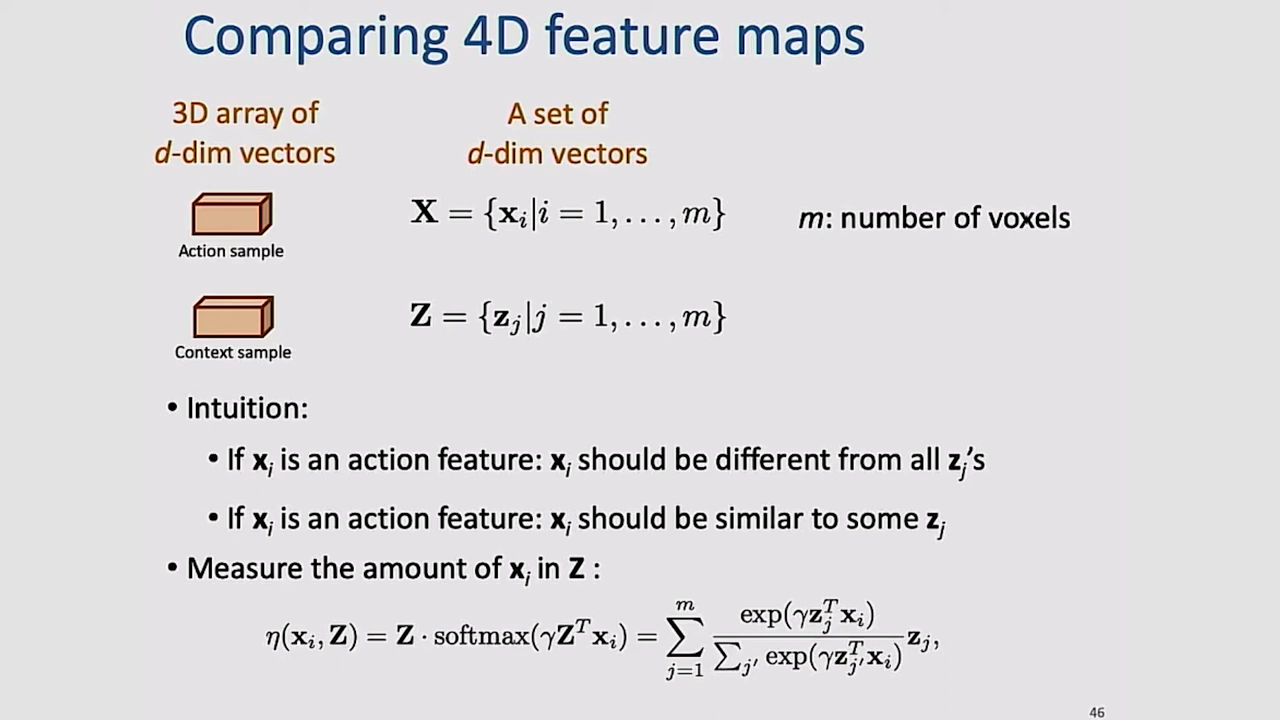 Comparing 4D feature maps
3D array of
d-dim vectors
A set of
d-dim vectors
Action sample
X = {x_i|i = 1, . . . , m}
m: number of voxels
Context sample
Z = {z_j|j = 1, . . . , m}
• Intuition:
• If x_i is an action feature: x_i should be different from all z_j's
• If x_i is an action feature: x_i should be similar to some z_j
• Measure the amount of x_i in Z :
η(x_i, Z) = Z · softmax(γZ^T x_i) = ∑_{j=1}^{m} \frac{exp(γz_j^T x_i)}{∑_{j'} exp(γz_{j'}^T x_i)} z_j,
46